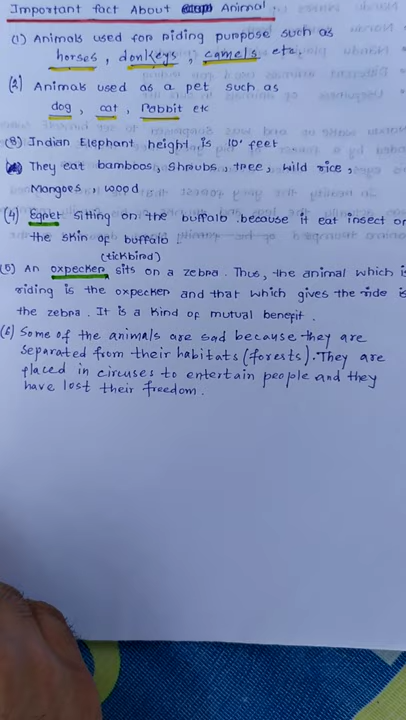 Important fact About Animal
(1) Animals used for riding purpose such as
horses, donkeys, camels etc.
(2) Animals used as a pet such as
dog, cat, Rabbit etc
(3) Indian Elephant height is 10 feet
They eat bamboos, shrubs, tree, wild rice,
Mangoes, wood
(4) Egret sitting on the buffalo because it eat insect on
the skin of buffalo.
(tickbird)
(5) An oxpecker sits on a zebra. Thus, the animal which is
riding is the oxpecker and that which gives the ride is
the zebra. It is a kind of mutual benefit.
(6) Some of the animals are sad because they are
separated from their habitats (forests). They are
placed in circuses to entertain people and they
have lost their freedom.